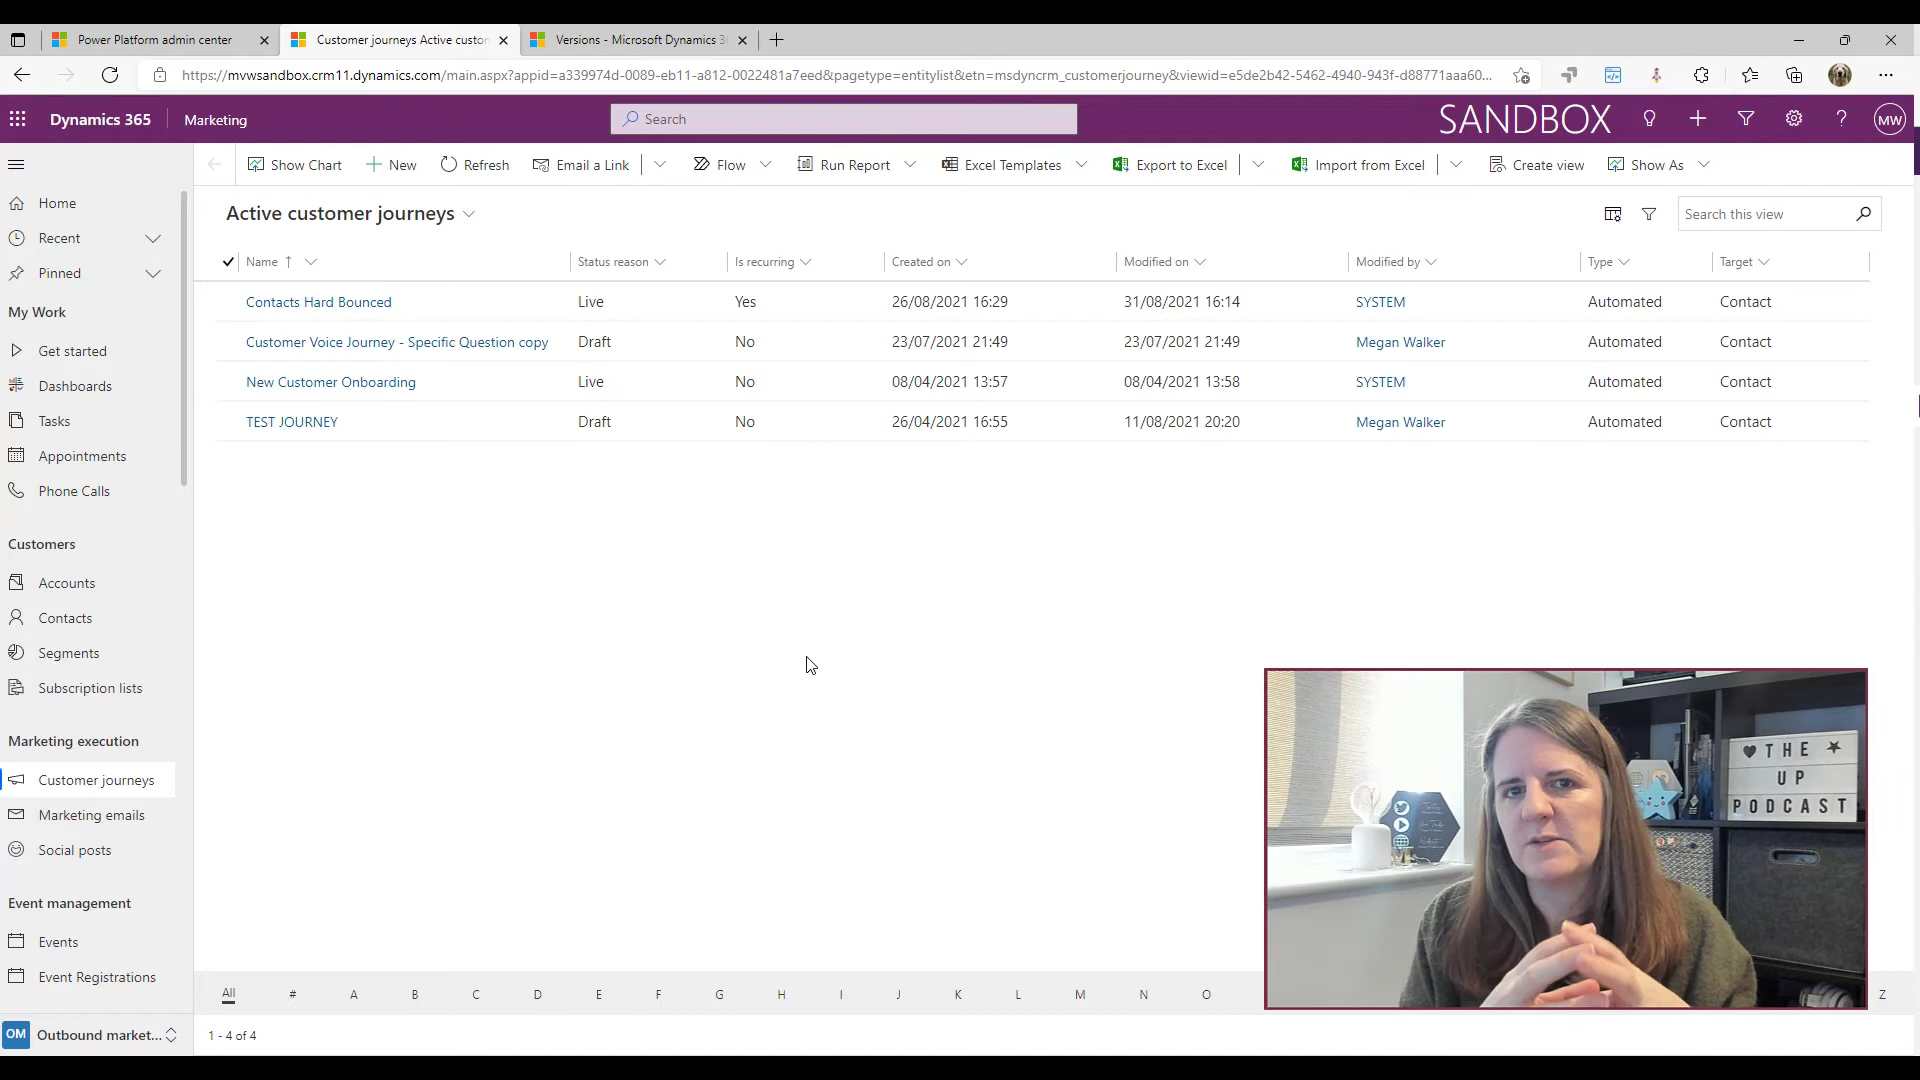 Power Platform admin center
Customer journeys Active custo
Versions - Microsoft Dynamics 3
https://mvwsandbox.crm11.dynamics.com/main.aspx?appid=a339974d-0089-eb11-a812-0022481a7eed&pagetype=entitylist&etn=msdyncrm_customerjourney&viewid=e5de2b42-5462-4940-943f-d88771aaa60...
Dynamics 365
Marketing
Search
SANDBOX
MW
Show Chart
New
Refresh
Email a Link
Flow
Run Report
Excel Templates
Export to Excel
Import from Excel
Create view
Show As
Home
Recent
Pinned
My Work
Get started
Dashboards
Tasks
Appointments
Phone Calls
Customers
Accounts
Contacts
Segments
Subscription lists
Marketing execution
Customer journeys
Marketing emails
Social posts
Event management
Events
Event Registrations
OM Outbound market...
Active customer journeys
Search this view
Name Status reason Is recurring Created on Modified on Modified by Type Target
Contacts Hard Bounced Live Yes 26/08/2021 16:29 31/08/2021 16:14 SYSTEM Automated Contact
Customer Voice Journey - Specific Question copy Draft No 23/07/2021 21:49 23/07/2021 21:49 Megan Walker Automated Contact
New Customer Onboarding Live No 08/04/2021 13:57 08/04/2021 13:58 SYSTEM Automated Contact
TEST JOURNEY Draft No 26/04/2021 16:55 11/08/2021 20:20 Megan Walker Automated Contact
THE
UP
PODCAST
All # A B C D E F G H I J K L M N O Z
1 - 4 of 4